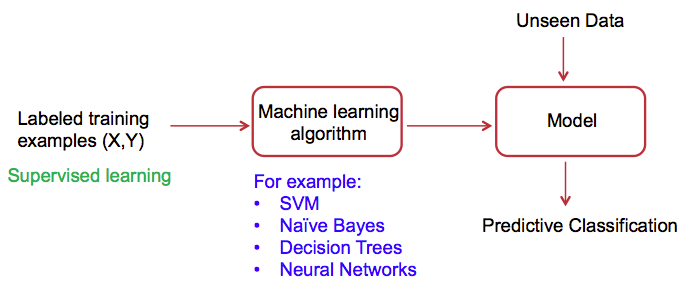 Unseen Data
Labeled training
examples (X,Y)
Supervised learning
Machine learning
algorithm
Model
For example:
• SVM
• Naïve Bayes
• Decision Trees
• Neural Networks
Predictive Classification